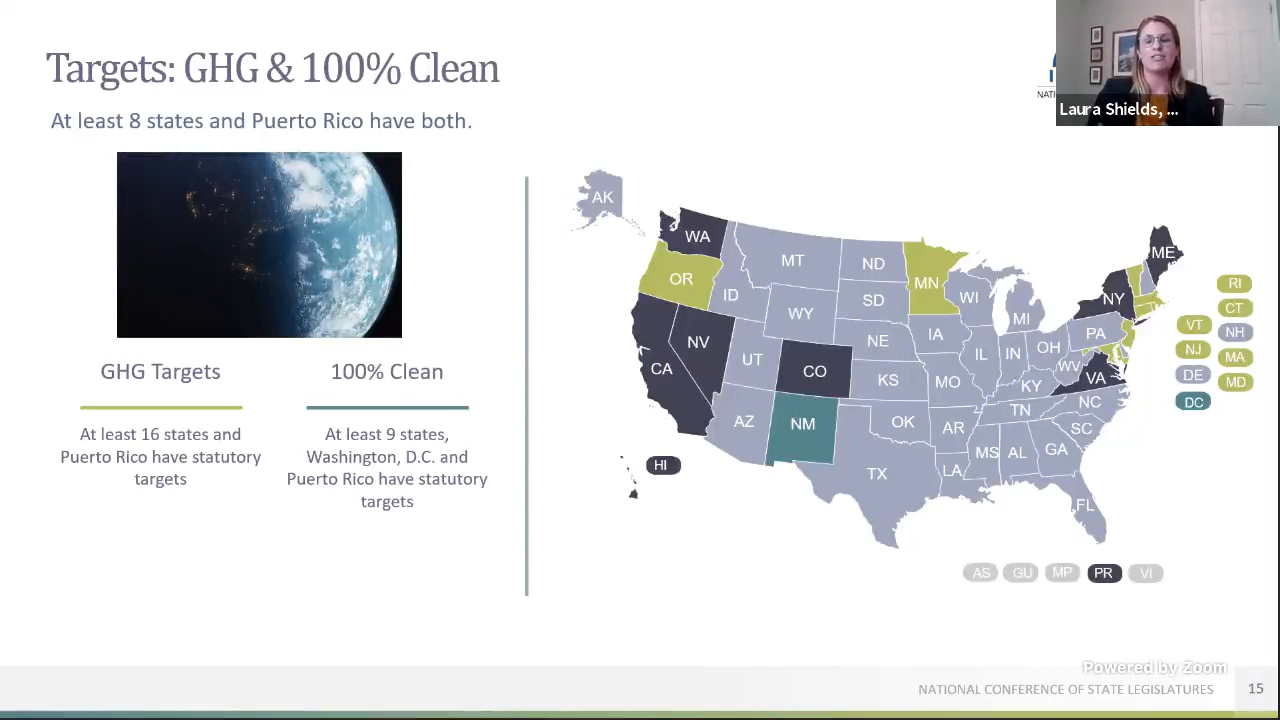 Targets: GHG & 100% Clean
At least 8 states and Puerto Rico have both.
NATI
Laura Shields, ...
GHG Targets
At least 16 states and
Puerto Rico have statutory
targets
100% Clean
At least 9 states,
Washington, D.C. and
Puerto Rico have statutory
targets
AK
WA
MT
ND
MN
ME
OR
ID
SD
WI
NY
RI
WY
MI
CT
NV
NE
IA
PA
VT
NH
CA
UT
CO
IL
IN
OH
NJ
MA
KS
MO
WV
VA
DE
MD
KY
NC
DC
AZ
NM
OK
AR
TN
SC
HI
TX
LA
MS
AL
GA
FL
AS
GU
MP
PR
VI
Powered by Zoom
NATIONAL CONFERENCE OF STATE LEGISLATURES
15